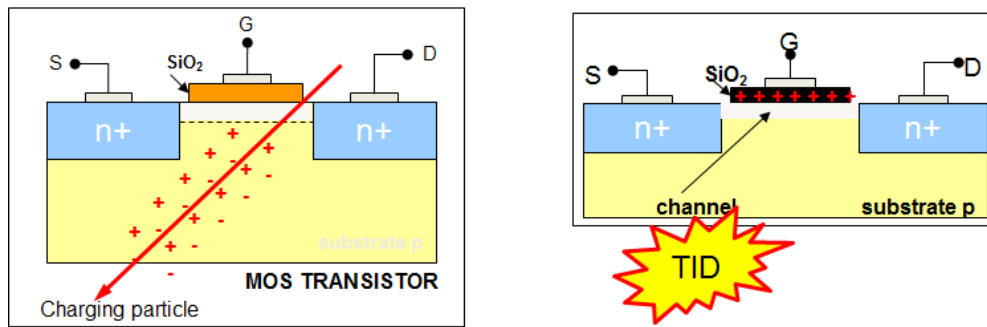 G
S
D
SiO2
n+
n+
substrate p
MOS TRANSISTOR
Charging particle
G
S
D
SiO2
n+
n+
channel
substrate p
TID